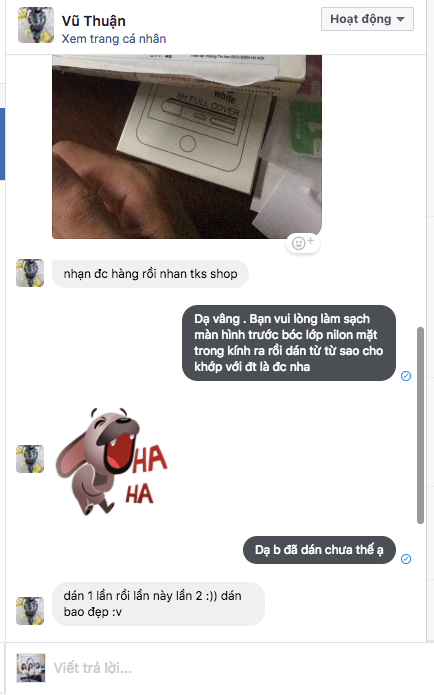 Vũ Thuận
Xem trang cá nhân
Hoạt động
white
9H FULL COVER
nhạn đc hàng rồi nhan tks shop
Dạ vâng . Bạn vui lòng làm sạch
màn hình trước bóc lớp nilon mặt
trong kính ra rồi dán từ từ sao cho
khớp với đt là đc nha
HA
HA
Dạ b đã dán chưa thế ạ
dán 1 lần rồi lần này lần 2 :)) dán
bao đẹp :v
Viết trả lời...